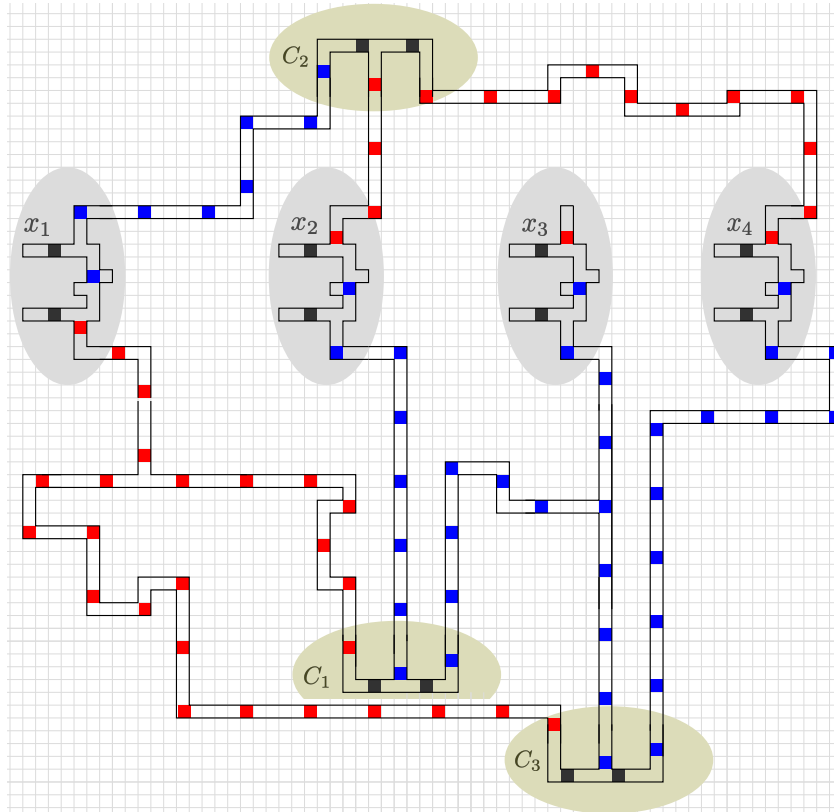 C₂
x₁ x₂ x₃ x₄
C₁
C₃